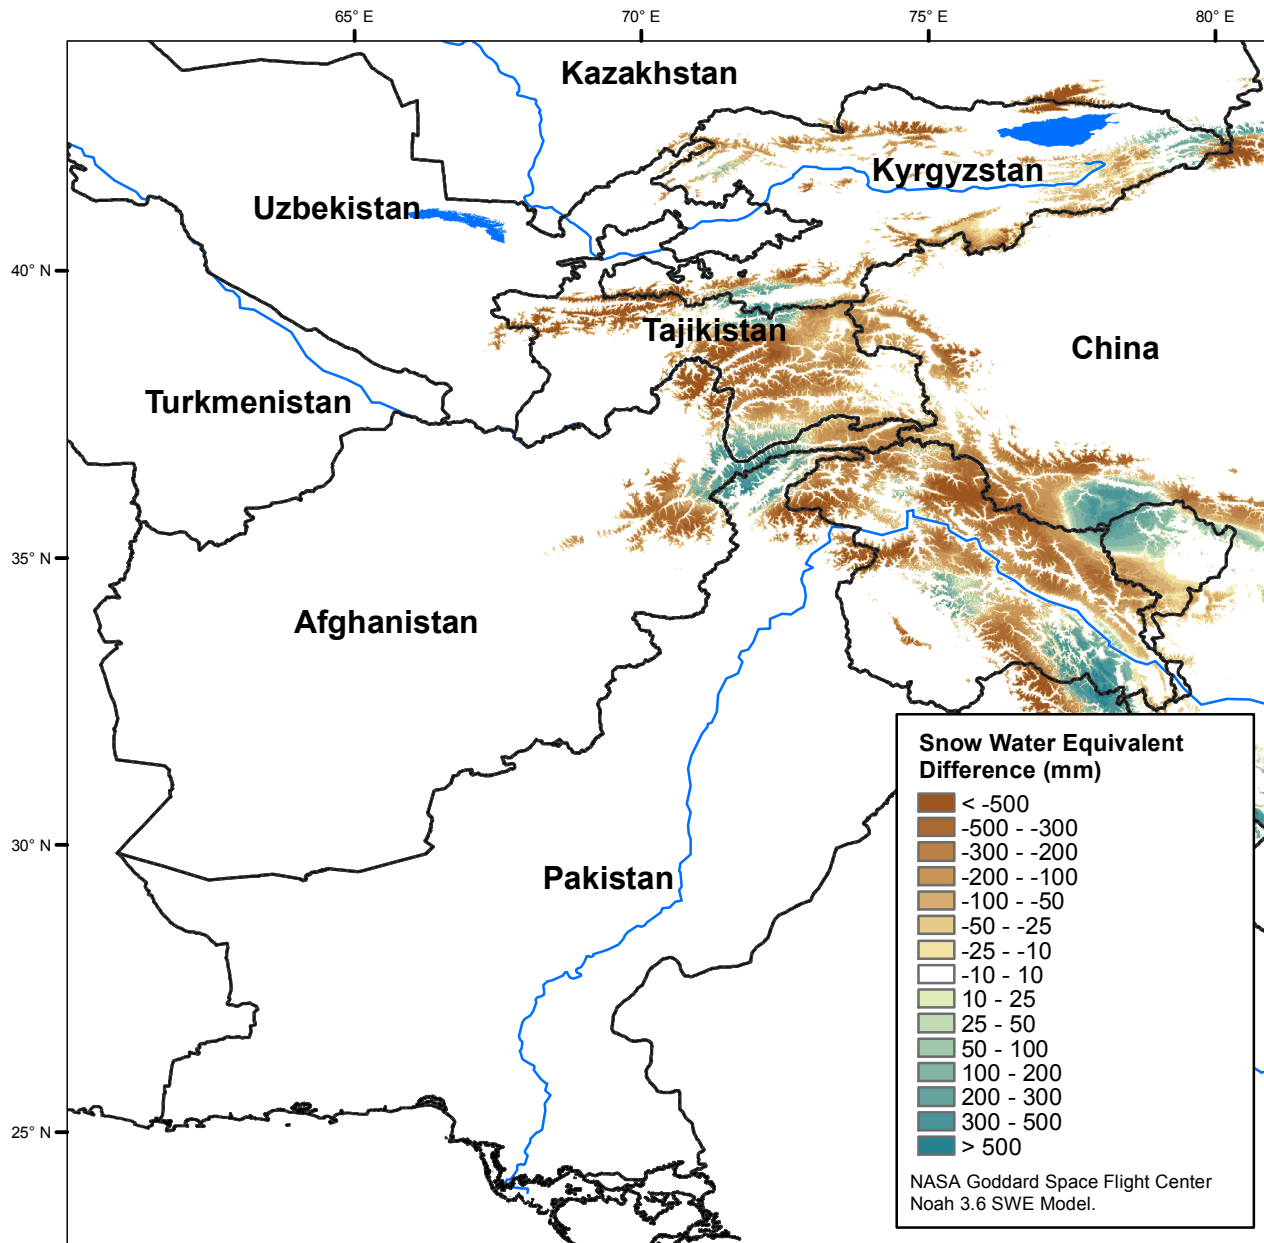 65° E
70° E
75° E
80° E
Kazakhstan
Kyrgyzstan
Uzbekistan
40° N
Tajikistan
China
Turkmenistan
35° N
Afghanistan
Snow Water Equivalent
Difference (mm)
< -500
-500 - -300
-300 - -200
-200 - -100
-100 - -50
-50 - -25
-25 - -10
-10 - 10
10 - 25
25 - 50
50 - 100
100 - 200
200 - 300
300 - 500
> 500
NASA Goddard Space Flight Center
Noah 3.6 SWE Model.
30° N
Pakistan
25° N